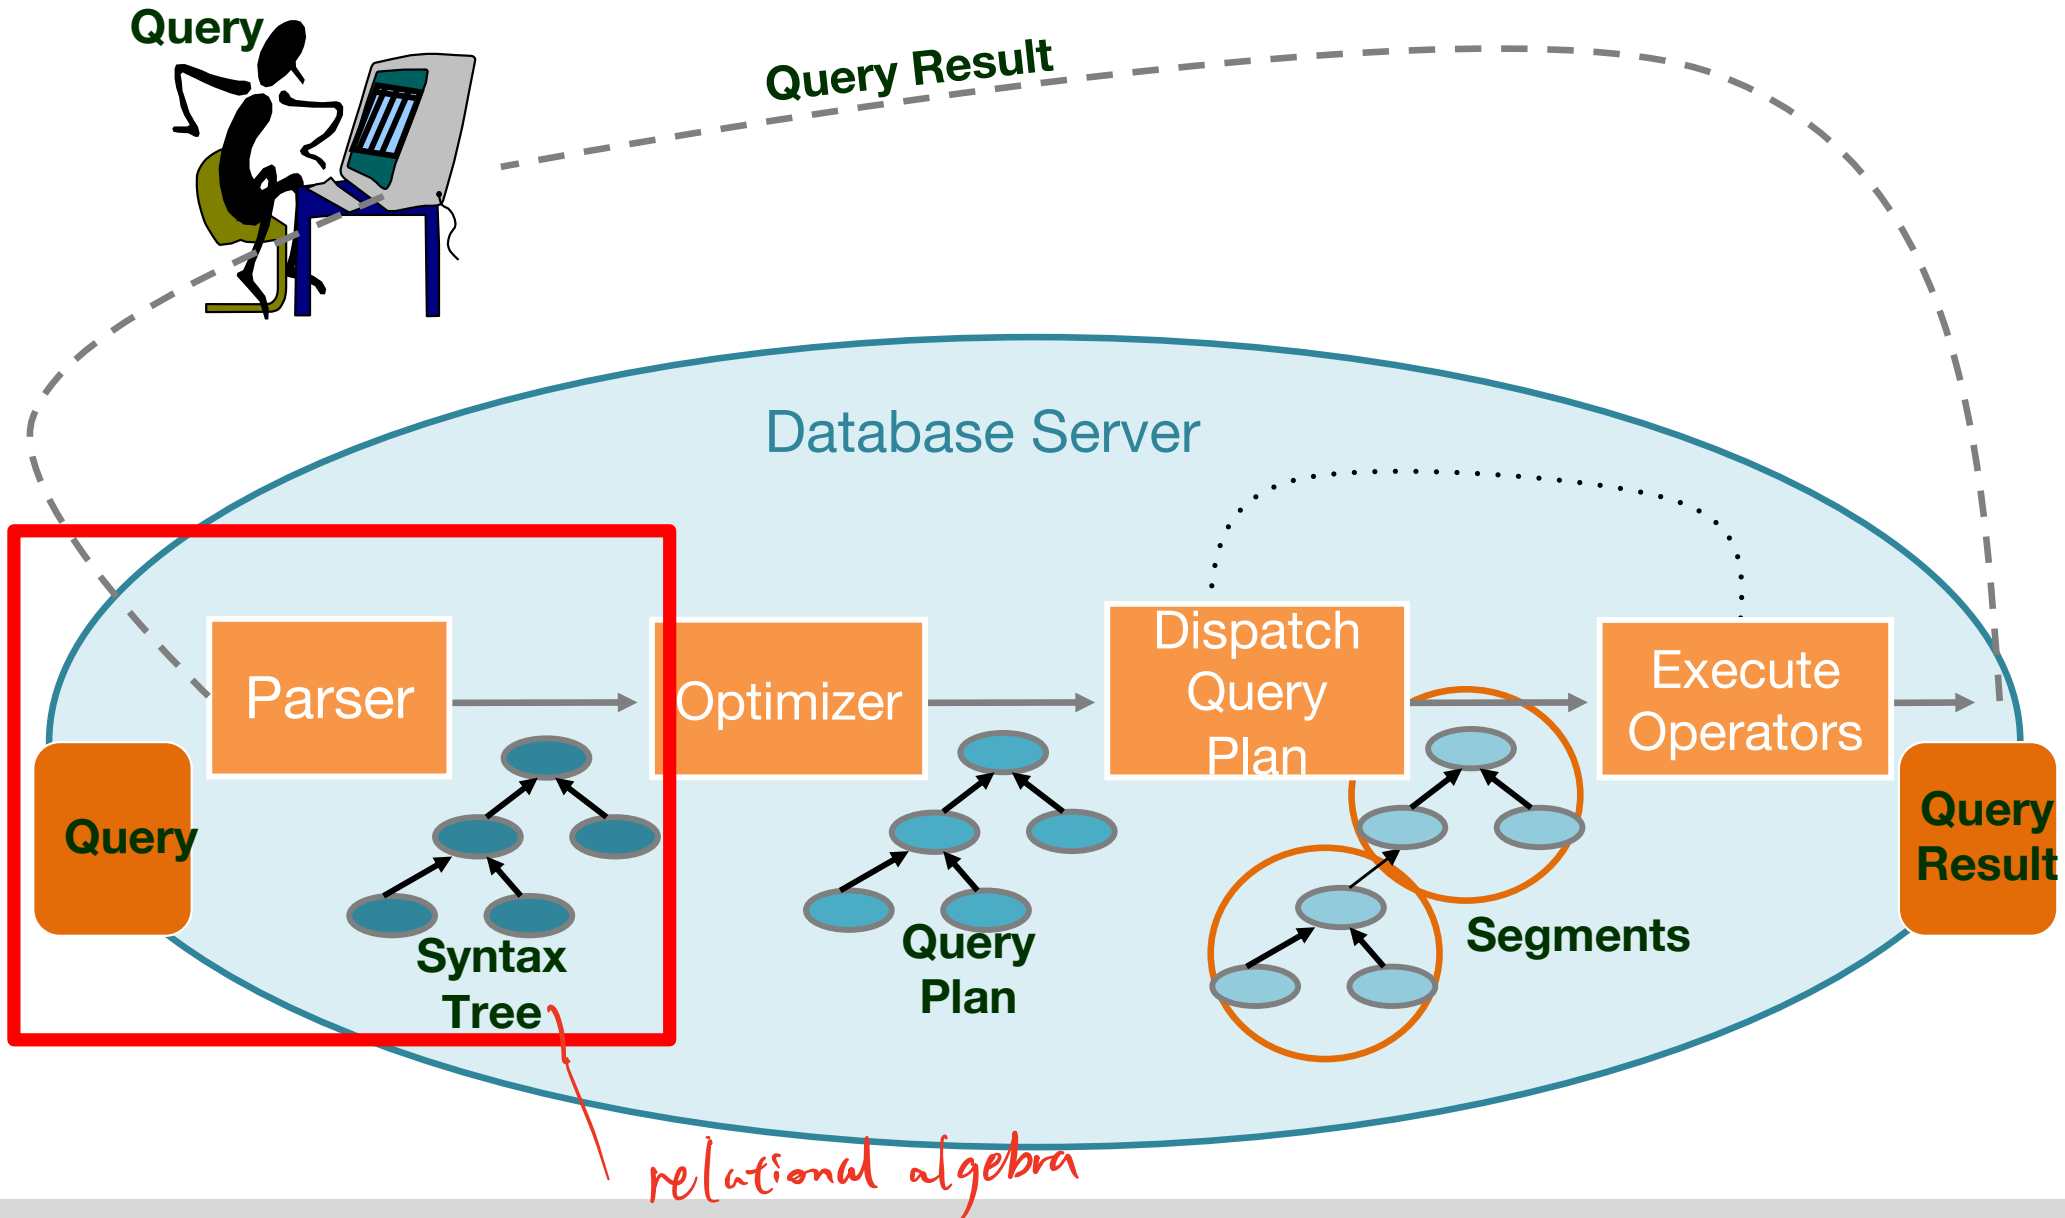 Query
Query Result
Database Server
Parser
Optimizer
Dispatch
Query
Plan
Execute
Operators
Query
Syntax
Tree
Query
Plan
Segments
Query
Result
relational algebra